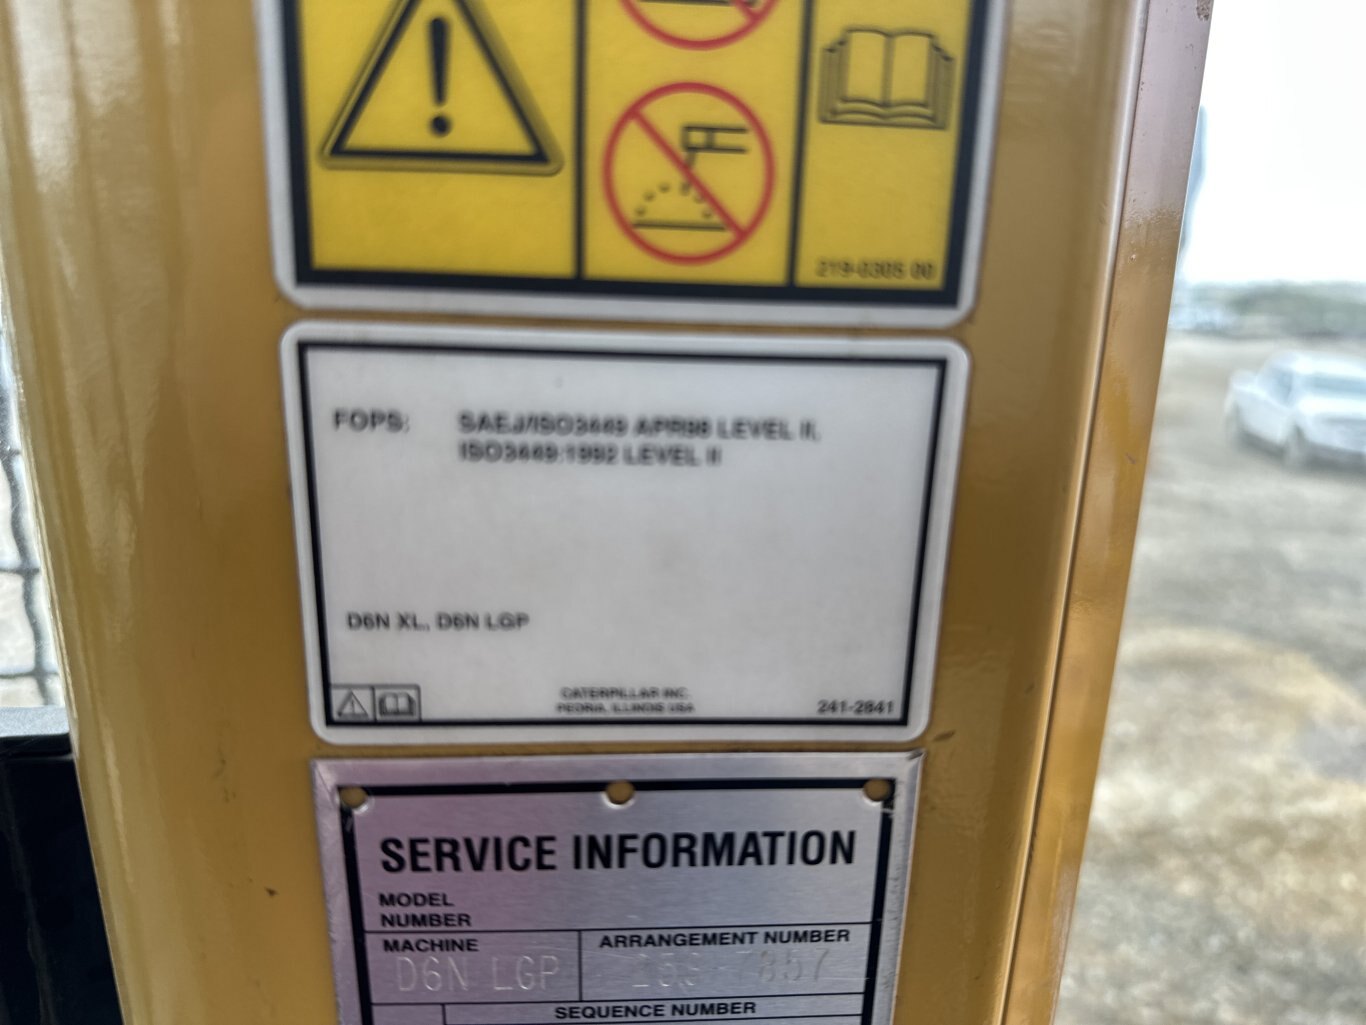 219-0305 00
FOPS: SAEJ/ISO3449 APR98 LEVEL II,
ISO3449:1992 LEVEL II
D6N XL, D6N LGP
CATERPILLAR INC.
PEORIA, ILLINOIS USA
241-2841
SERVICE INFORMATION
MODEL
NUMBER
MACHINE
ARRANGEMENT NUMBER
D6N LGP
SEQUENCE NUMBER